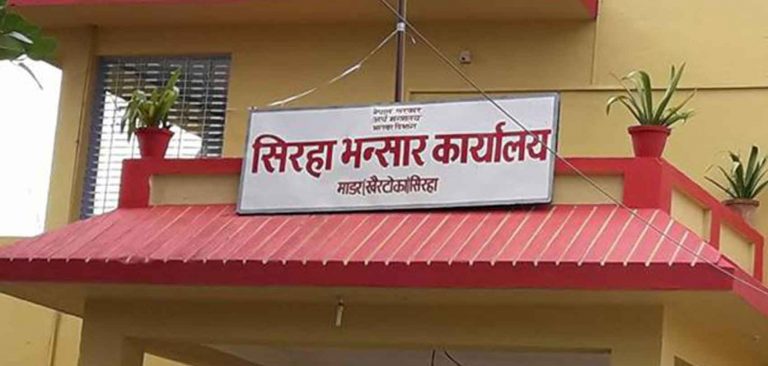 नेपाल सरकार
अर्थ मन्त्रालय
भन्सार विभाग
सिरहा भन्सार कार्यालय
माडर|खैरटोका|सिरहा